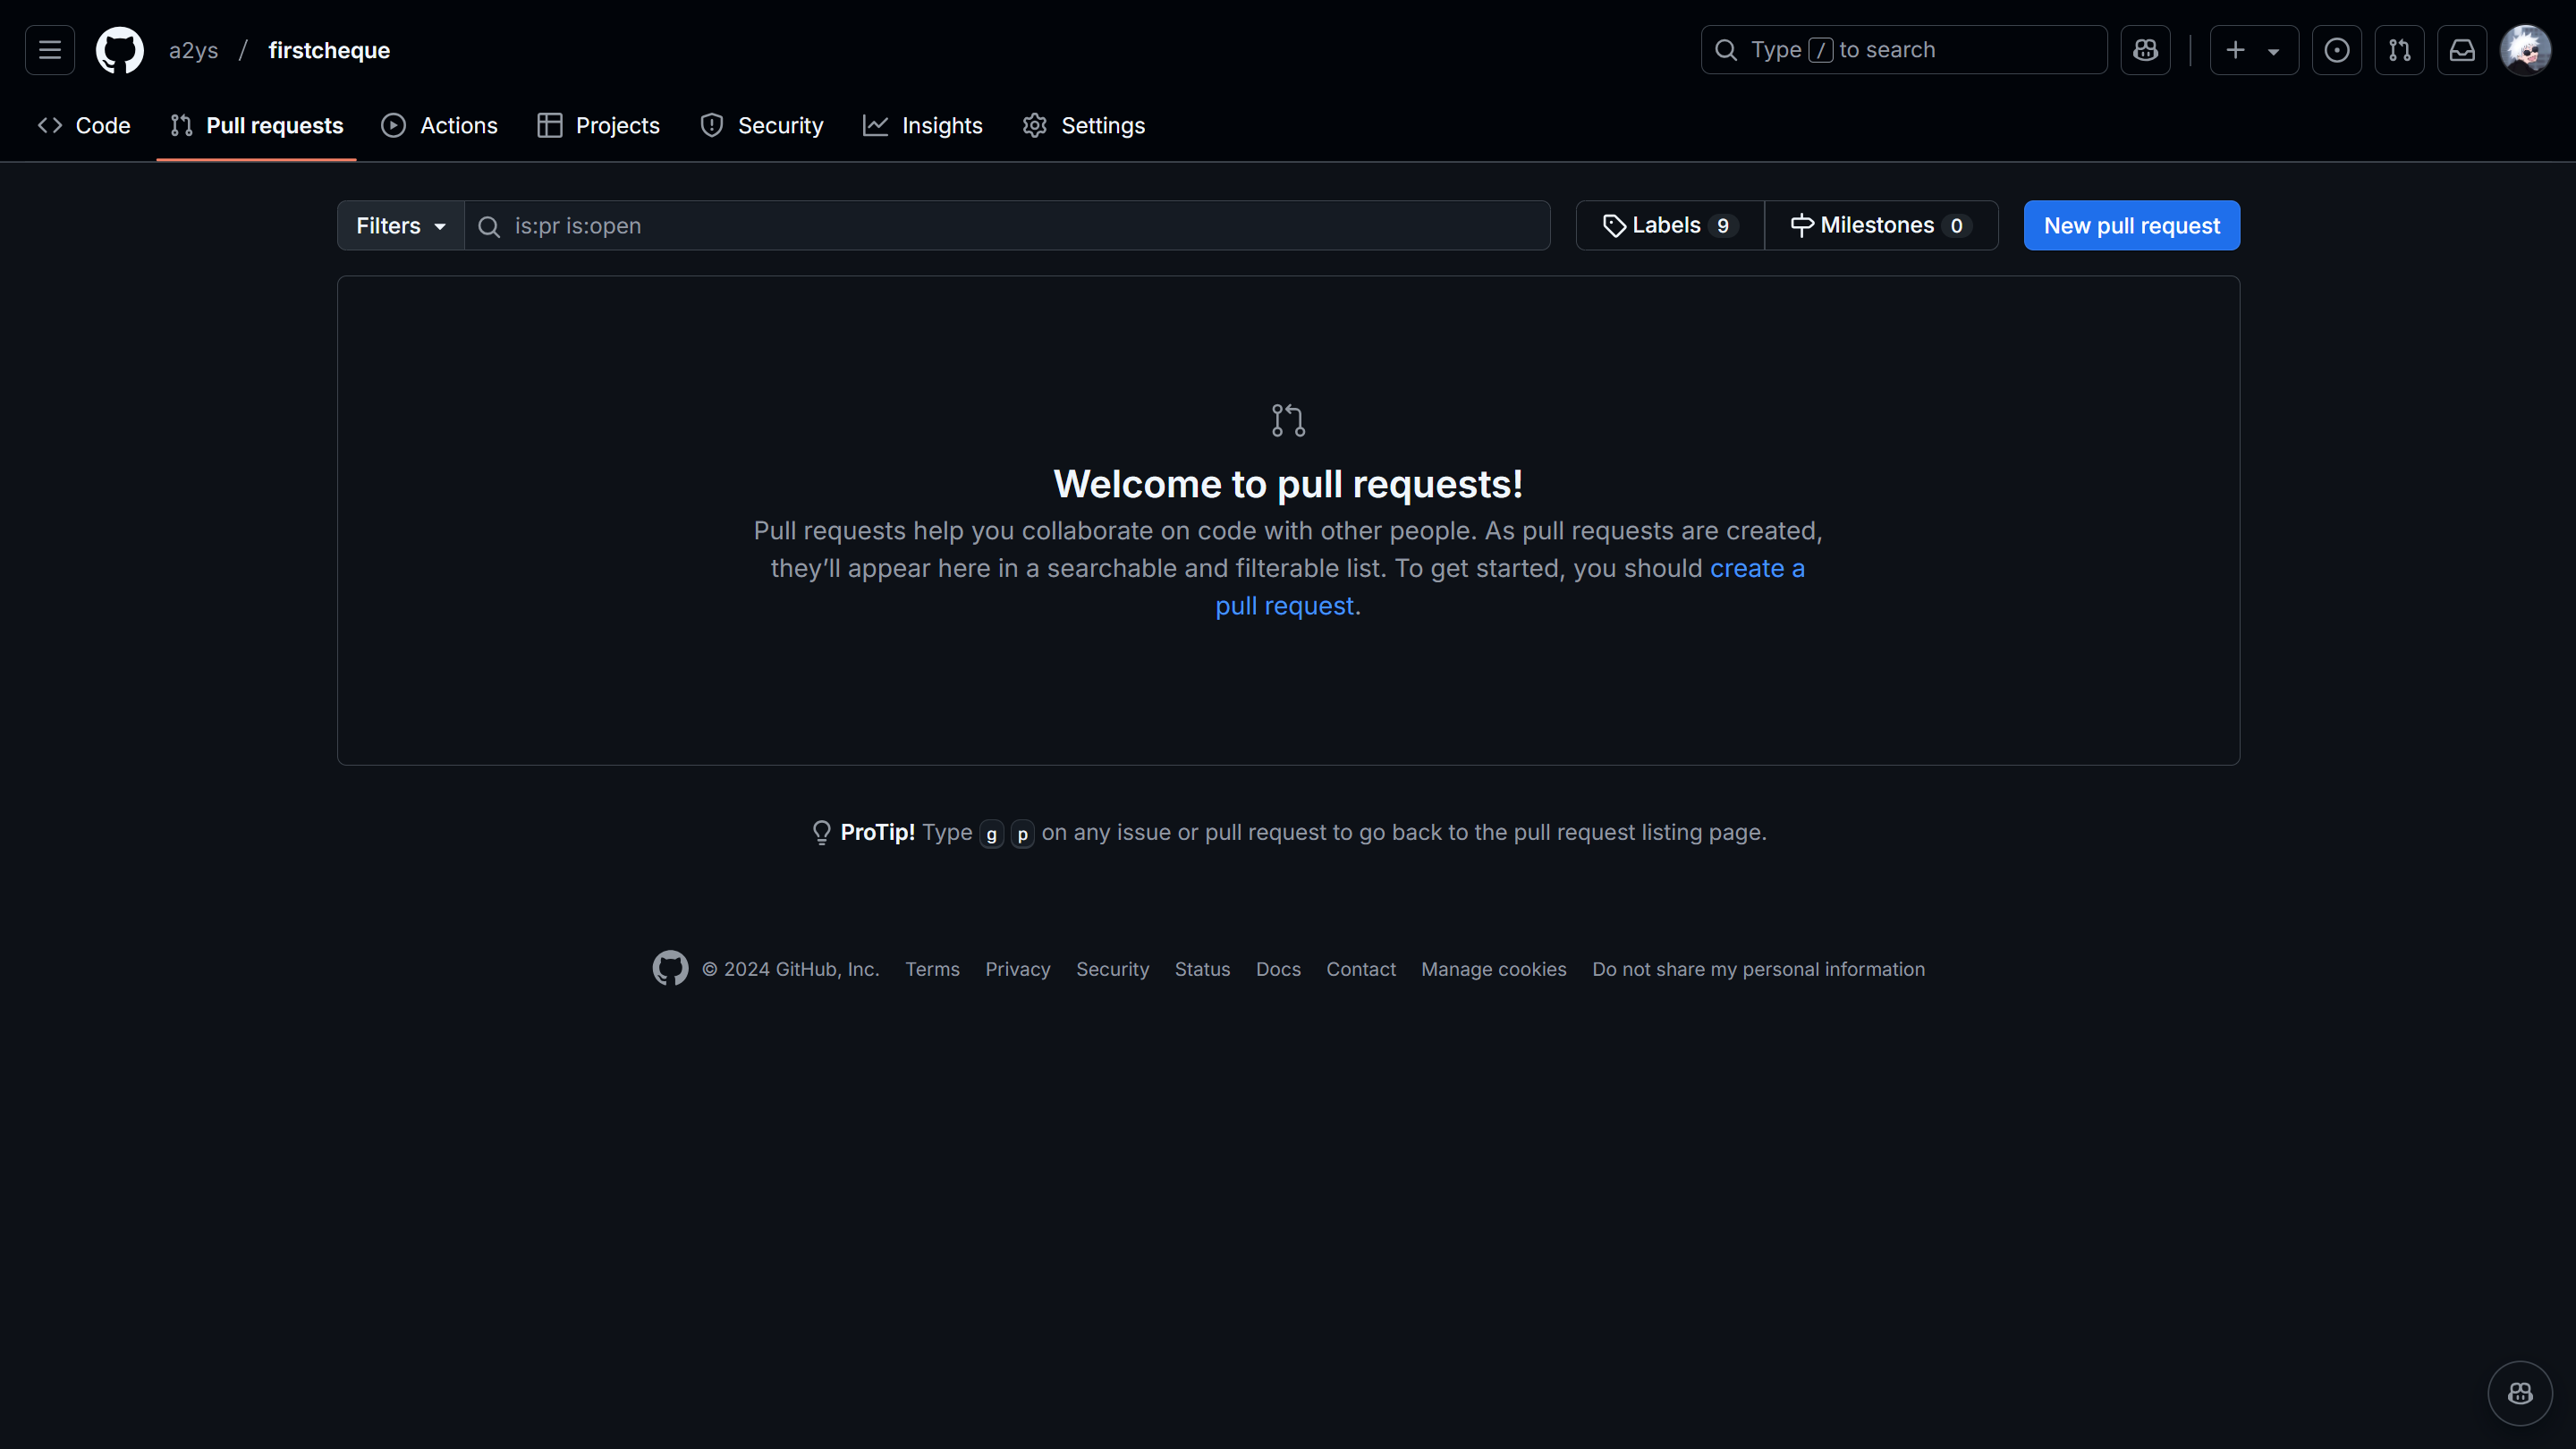 a2ys / firstcheque
Type / to search
Code Pull requests Actions Projects Security Insights Settings
Filters is:pr is:open Labels 9 Milestones 0 New pull request
Welcome to pull requests!
Pull requests help you collaborate on code with other people. As pull requests are created,
they’ll appear here in a searchable and filterable list. To get started, you should create a
pull request.
ProTip! Type g p on any issue or pull request to go back to the pull request listing page.
© 2024 GitHub, Inc. Terms Privacy Security Status Docs Contact Manage cookies Do not share my personal information